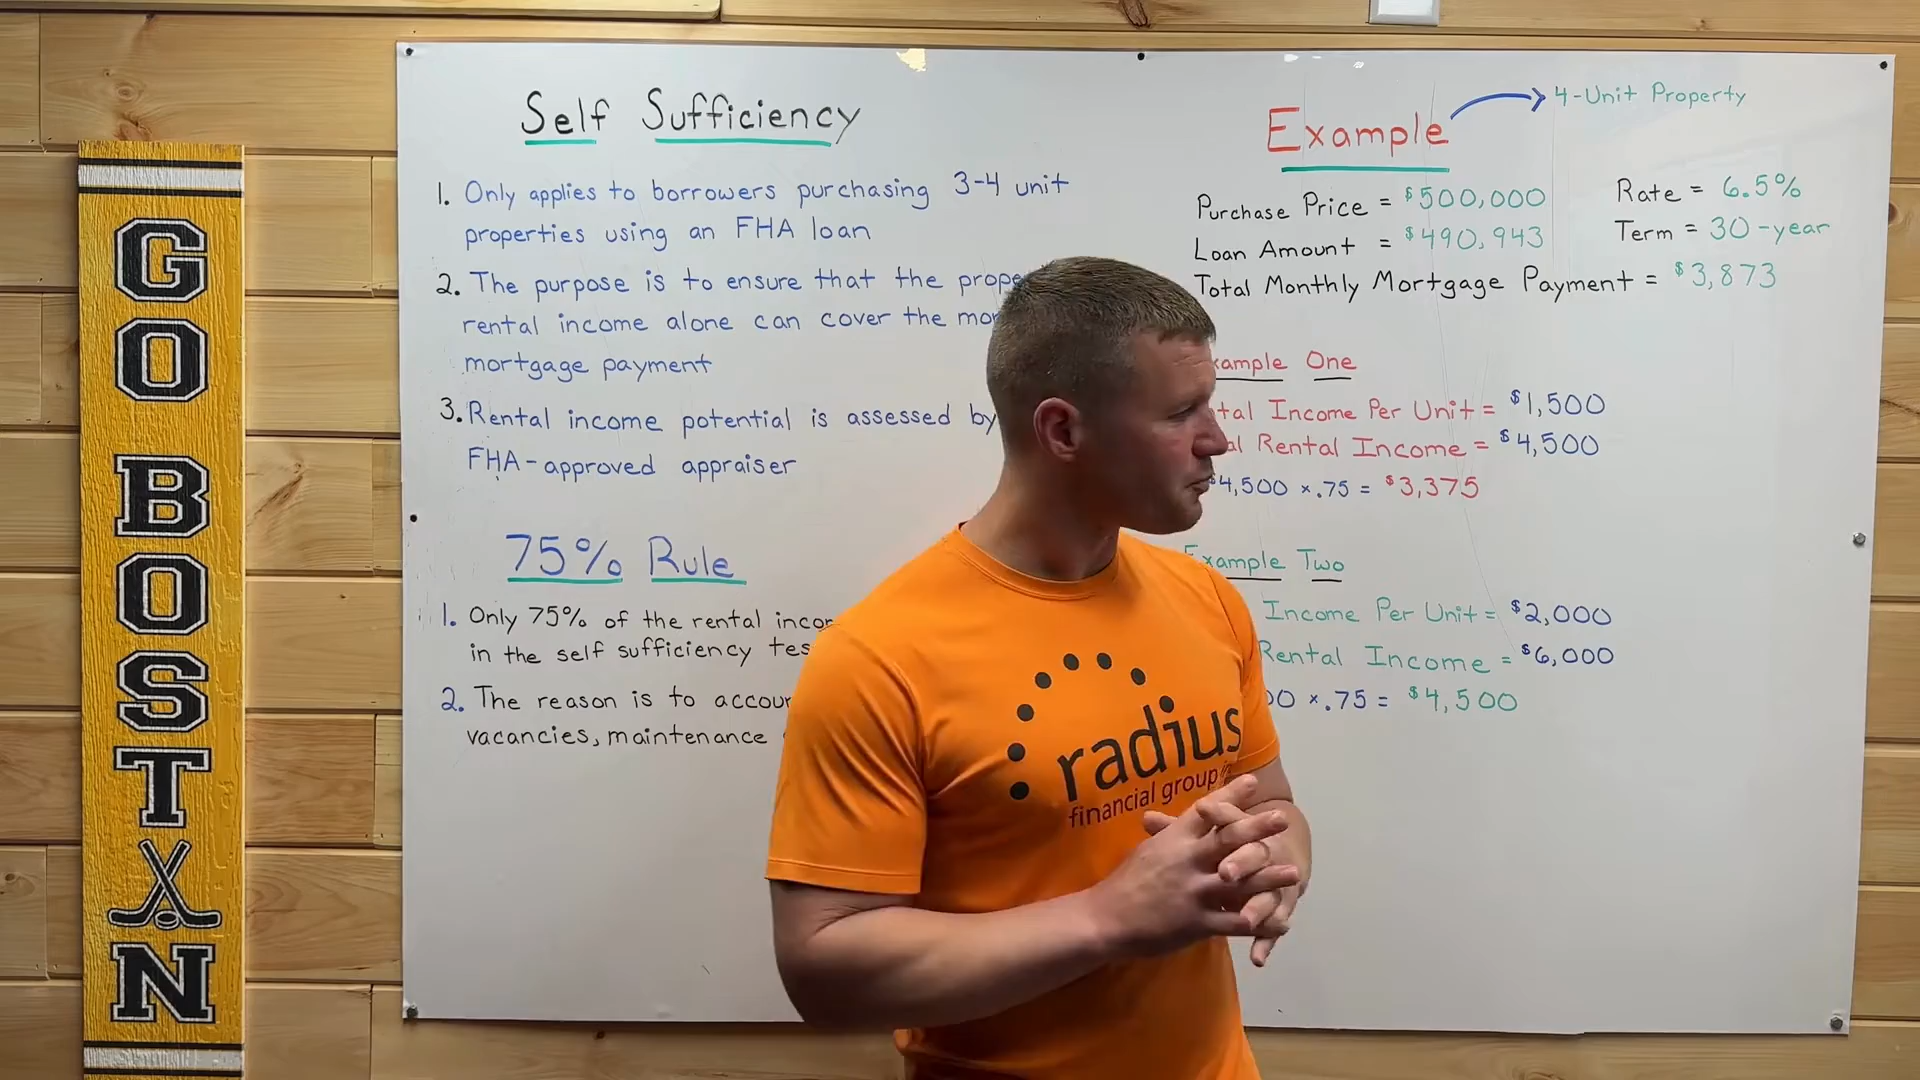 Self Sufficiency
1. Only applies to borrowers purchasing 3-4 unit
properties using an FHA loan
2. The purpose is to ensure that the
rental income alone can cover the
mortgage payment
3. Rental income potential is assessed by
FHA-approved appraiser
75% Rule
1. Only 75% of the rental
in the self sufficiency
2. The reason is to
vacancies, maintenance
Example
4-Unit Property
Purchase Price = $500,000
Loan Amount = $490,943
Total Monthly Mortgage Payment = $3,873
Rate = 6.5%
Term = 30-year
One
Income Per Unit = $1,500
Rental Income = $4,500
$4,500 x .75 = $3,375
Example Two
Income Per Unit = $2,000
Rental Income = $6,000
x .75 = $4,500
GO BOSTON
radius
financial group